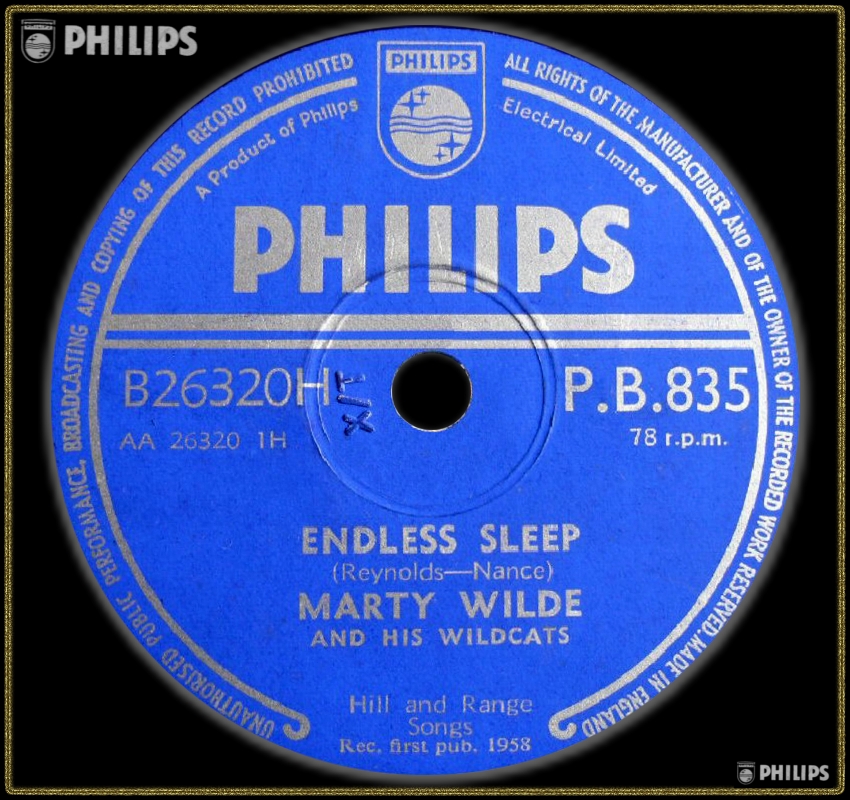 PHILIPS
PHILIPS
UNAUTHORISED PUBLIC PERFORMANCE, BROADCASTING AND COPYING OF THIS RECORD PROHIBITED
ALL RIGHTS OF THE MANUFACTURER AND OF THE OWNER OF THE RECORDED WORK RESERVED. MADE IN ENGLAND
A Product of Philips
Electrical Limited
PHILIPS
B26320H
P.B.835
AA 26320 1H
78 r.p.m.
ENDLESS SLEEP
(Reynolds—Nance)
MARTY WILDE
AND HIS WILDCATS
Hill and Range
Songs
Rec. first pub. 1958
PHILIPS